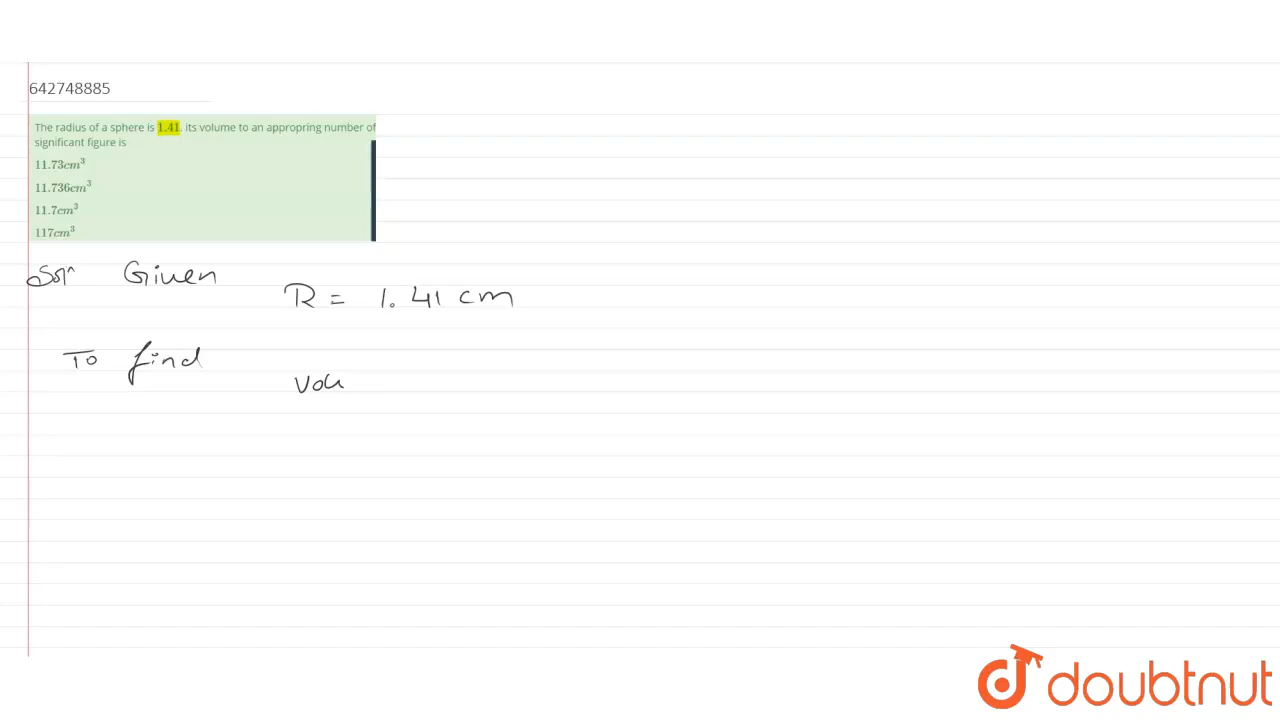 642748885
The radius of a sphere is 1.41. its volume to an appropring number of
significant figure is
11.73cm³
11.736cm³
11.7cm³
117cm³
Solⁿ Given
R = 1.41 cm
To find
vol
doubtnut